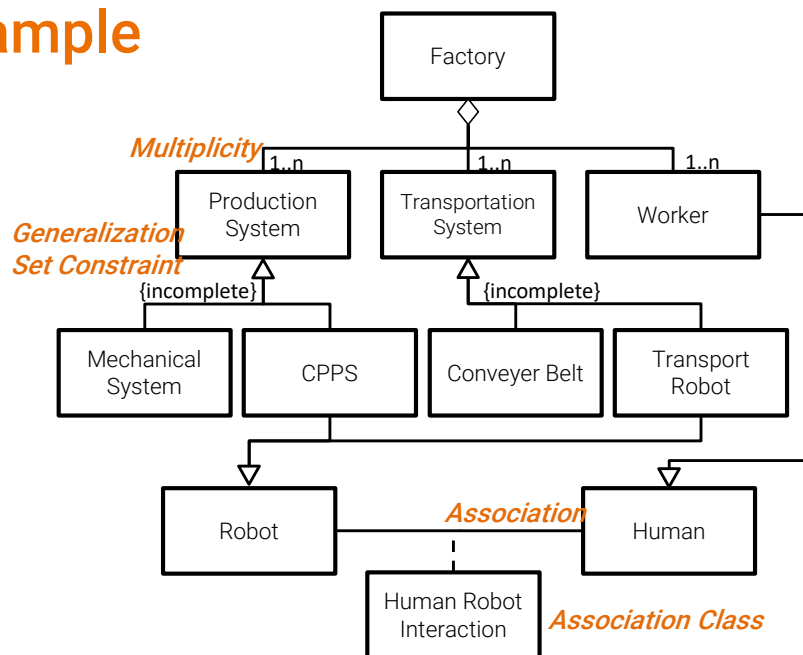 ample
Factory
Multiplicity
1..n
1..n
1..n
Production
System
Transportation
System
Worker
Generalization
Set Constraint
{incomplete}
{incomplete}
Mechanical
System
CPPS
Conveyer Belt
Transport
Robot
Robot
Association
Human
Human Robot
Interaction
Association Class